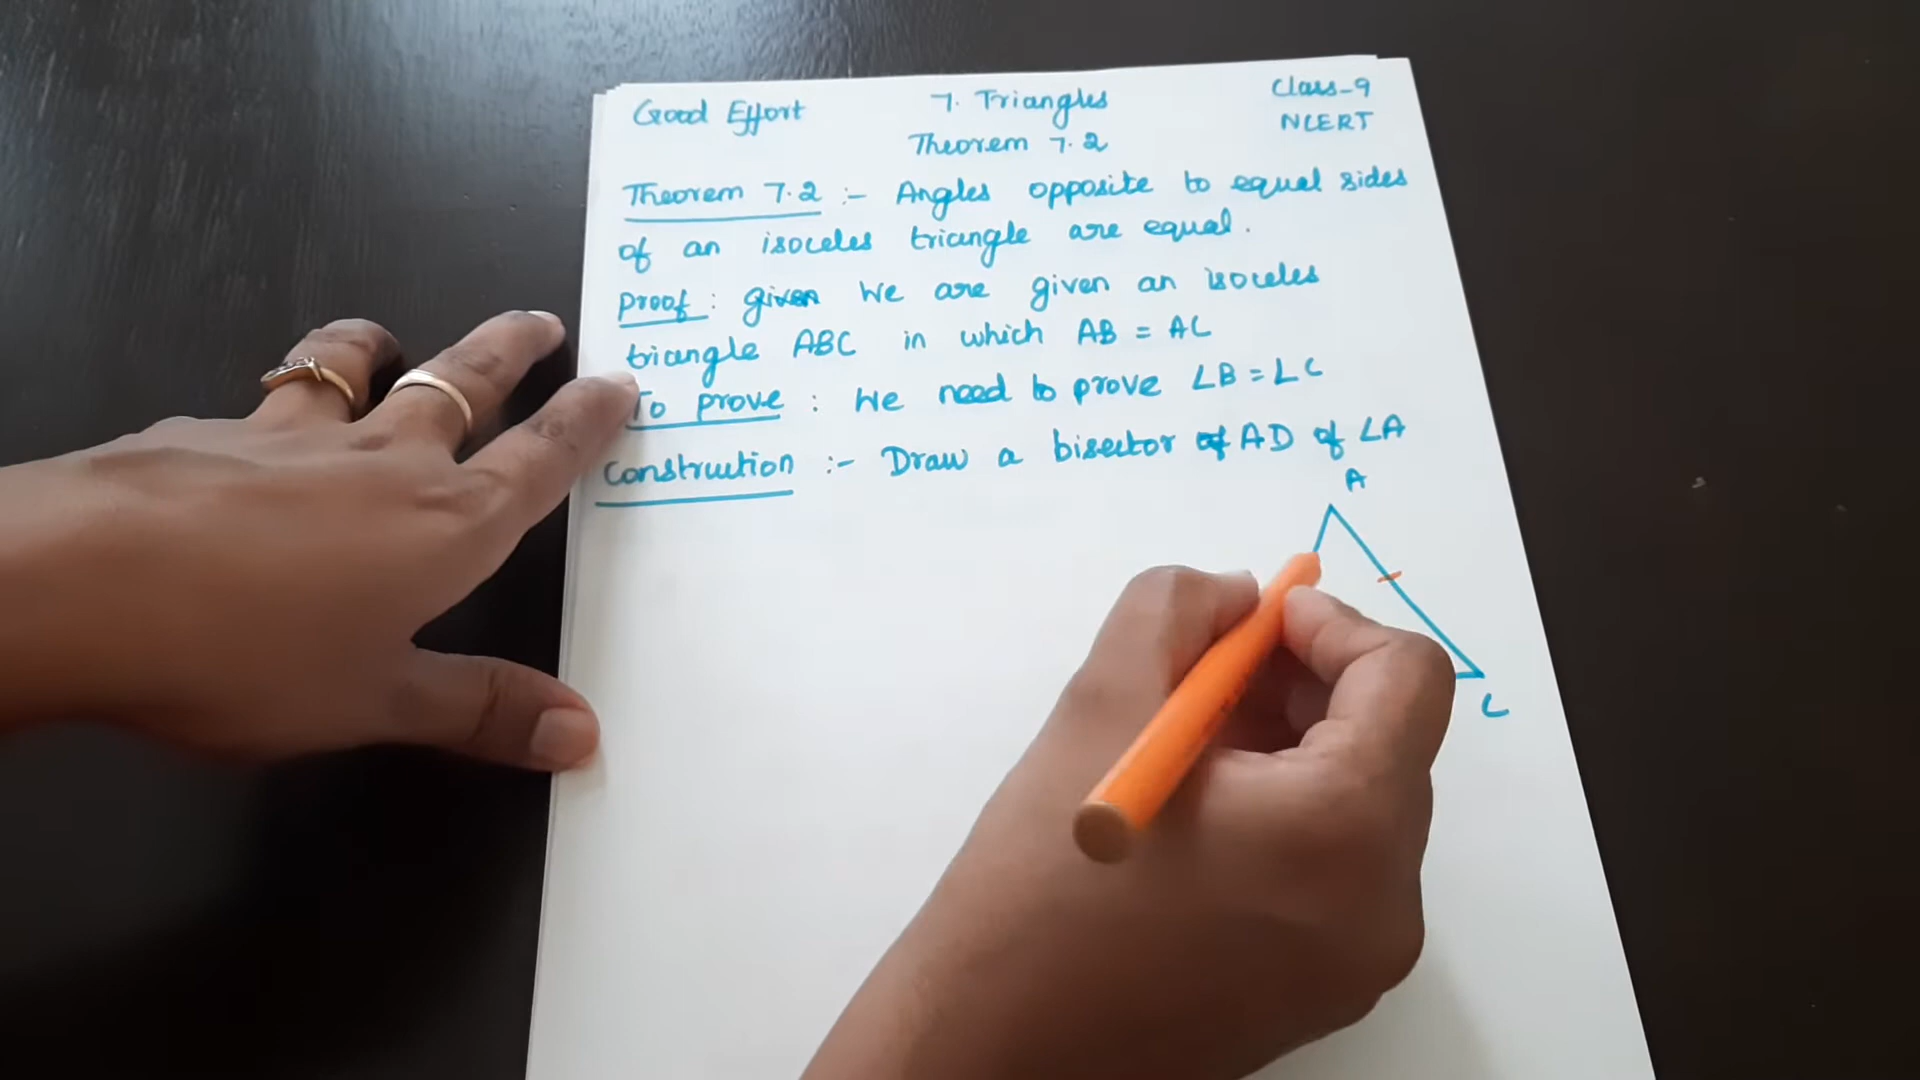 Good Effort
7. Triangles
Class-9
NCERT
Theorem 7.2
Theorem 7.2 :- Angles opposite to equal sides
of an isoceles triangle are equal.
Proof : given We are given an isoceles
triangle ABC in which AB = AC
To prove : We need to prove ∠B = ∠C
Construction :- Draw a bisector of AD of ∠A
A
C